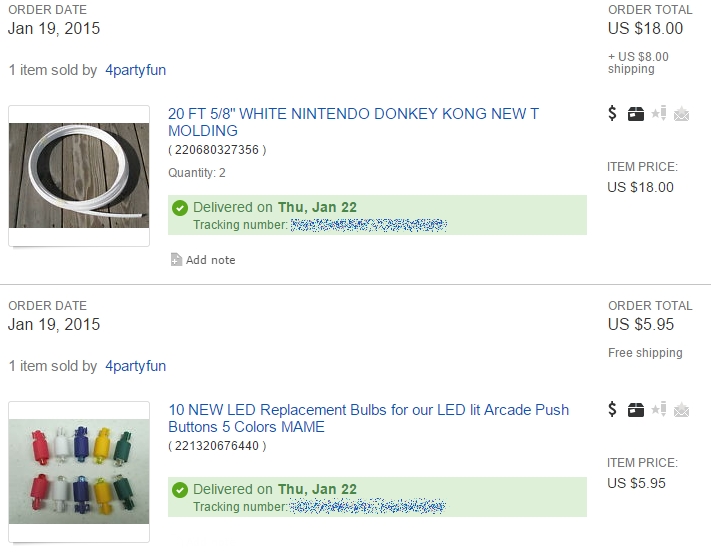 ORDER DATE
ORDER TOTAL
Jan 19, 2015
US $18.00
+ US $8.00
shipping
1 item sold by 4partyfun
20 FT 5/8" WHITE NINTENDO DONKEY KONG NEW T
MOLDING
( 220680327356 )
Quantity: 2
ITEM PRICE:
US $18.00
Delivered on Thu, Jan 22
Tracking number:
Add note
ORDER DATE
ORDER TOTAL
Jan 19, 2015
US $5.95
Free shipping
1 item sold by 4partyfun
10 NEW LED Replacement Bulbs for our LED lit Arcade Push
Buttons 5 Colors MAME
( 221320676440 )
ITEM PRICE:
US $5.95
Delivered on Thu, Jan 22
Tracking number: